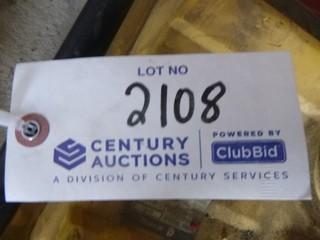 LOT NO
2108
CENTURY AUCTIONS
POWERED BY
ClubBid
A DIVISION OF CENTURY SERVICES